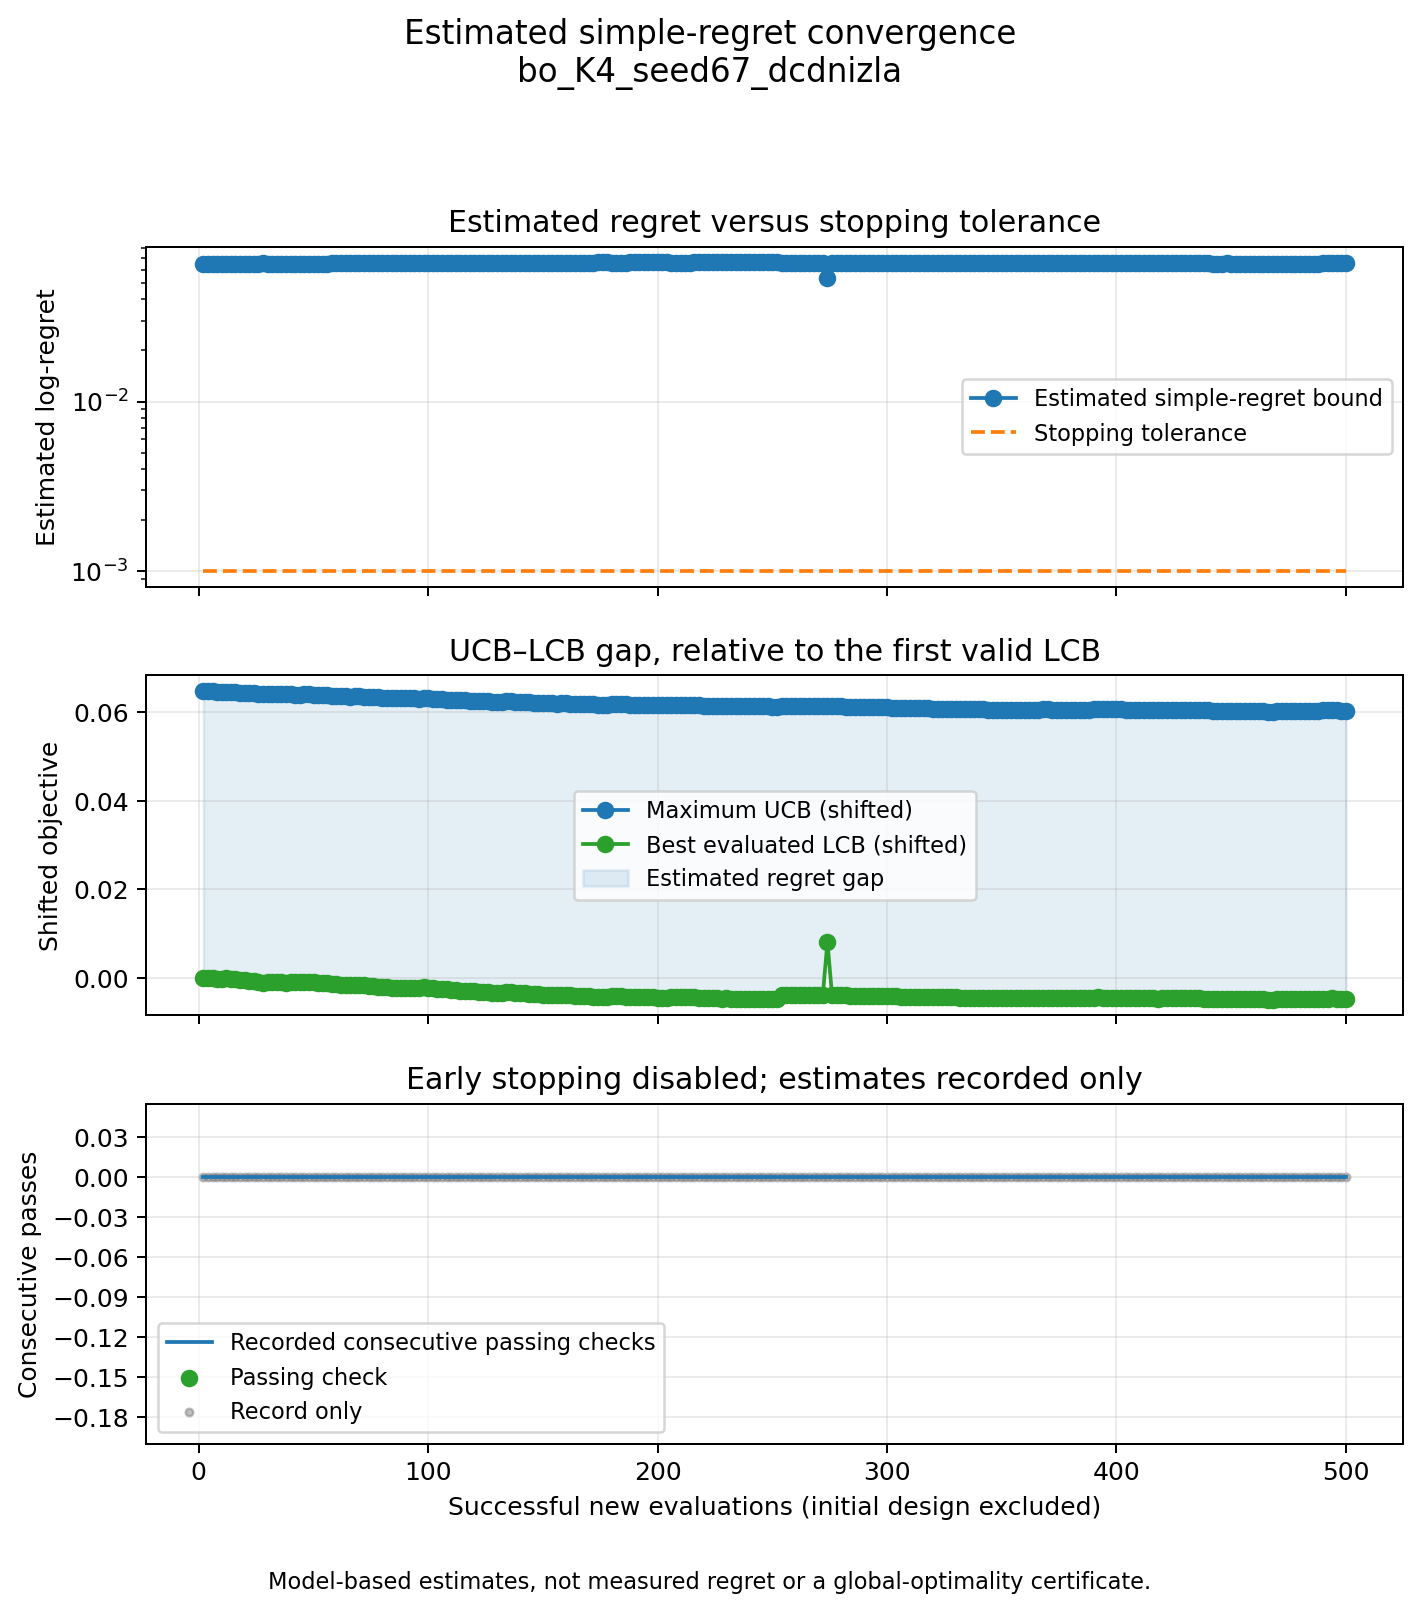 Estimated simple-regret convergence
bo_K4_seed67_dcdnizla
Estimated regret versus stopping tolerance
Estimated log-regret
10⁻²
10⁻³
Estimated simple-regret bound
Stopping tolerance
UCB–LCB gap, relative to the first valid LCB
Shifted objective
0.06
0.04
0.02
0.00
Maximum UCB (shifted)
Best evaluated LCB (shifted)
Estimated regret gap
Early stopping disabled; estimates recorded only
Consecutive passes
0.03
0.00
−0.03
−0.06
−0.09
−0.12
−0.15
−0.18
Recorded consecutive passing checks
Passing check
Record only
0 100 200 300 400 500
Successful new evaluations (initial design excluded)
Model-based estimates, not measured regret or a global-optimality certificate.